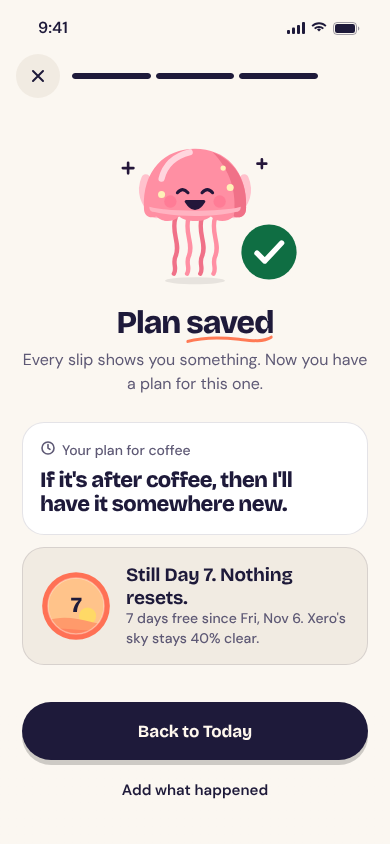 9:41
Plan saved
Every slip shows you something. Now you have
a plan for this one.
Your plan for coffee
If it's after coffee, then I'll
have it somewhere new.
7
Still Day 7. Nothing
resets.
7 days free since Fri, Nov 6. Xero's
sky stays 40% clear.
Back to Today
Add what happened